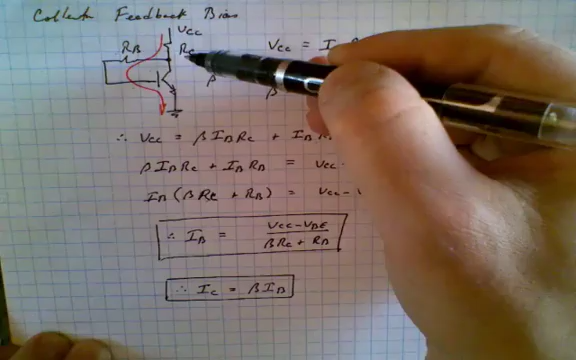 Collector Feedback Bias
VCC
RB RC VCC = I
β β
∴ VCC = βIBRC + IBR
βIBRC + IBRB = VCC -
IB(βRC + RB) = VCC - V
∴ IB = VCC-VBE / βRC + RB
∴ IC = βIB